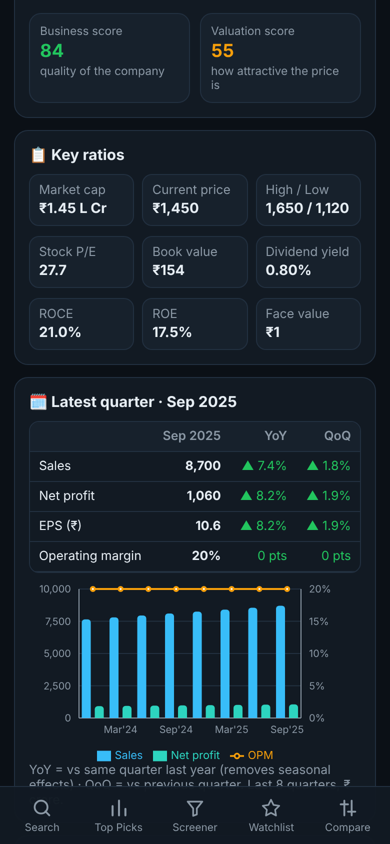 Business score
84
quality of the company
Valuation score
55
how attractive the price
is
📋 Key ratios
Market cap
₹1.45 L Cr
Current price
₹1,450
High / Low
1,650 / 1,120
Stock P/E
27.7
Book value
₹154
Dividend yield
0.80%
ROCE
21.0%
ROE
17.5%
Face value
₹1
🗓️ Latest quarter · Sep 2025
Sep 2025 YoY QoQ
Sales 8,700 ▲ 7.4% ▲ 1.8%
Net profit 1,060 ▲ 8.2% ▲ 1.9%
EPS (₹) 10.6 ▲ 8.2% ▲ 1.9%
Operating margin 20% 0 pts 0 pts
10,000 20%
7,500 15%
5,000 10%
2,500 5%
0 0%
Mar'24 Sep'24 Mar'25 Sep'25
Sales Net profit OPM
YoY = vs same quarter last year (removes seasonal
effects) · QoQ = vs previous quarter. Last 8 quarters, ₹
Search Top Picks Screener Watchlist Compare